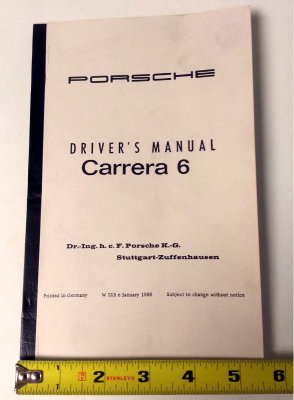 PORSCHE
DRIVER'S MANUAL
Carrera 6
Dr.-Ing. h. c. F. Porsche K.-G.
Stuttgart-Zuffenhausen
Printed in Germany W 318 e January 1966 Subject to change without notice
2 STANLEY 3 4 5 6